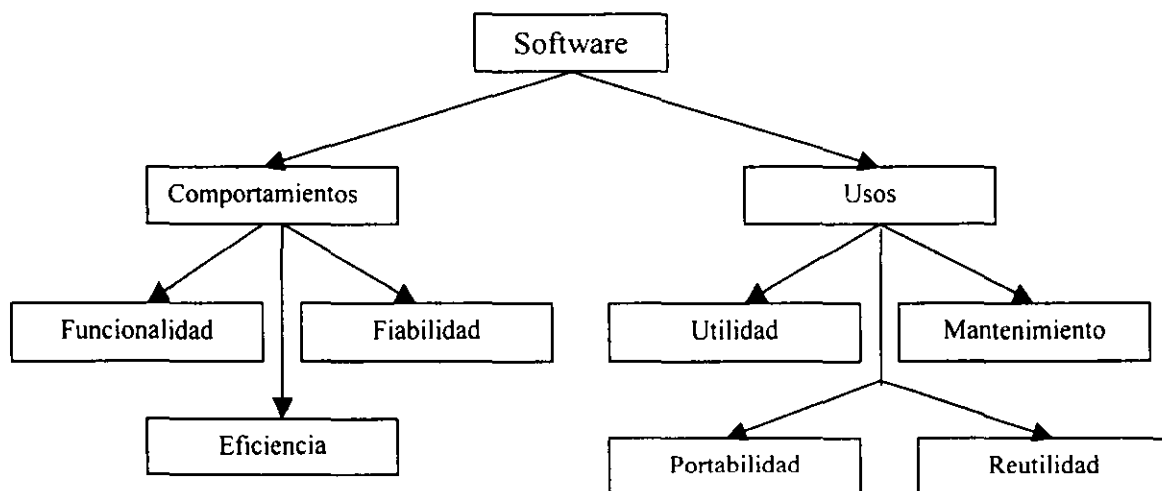 Software
Comportamientos
Usos
Funcionalidad
Fiabilidad
Utilidad
Mantenimiento
Eficiencia
Portabilidad
Reutilidad